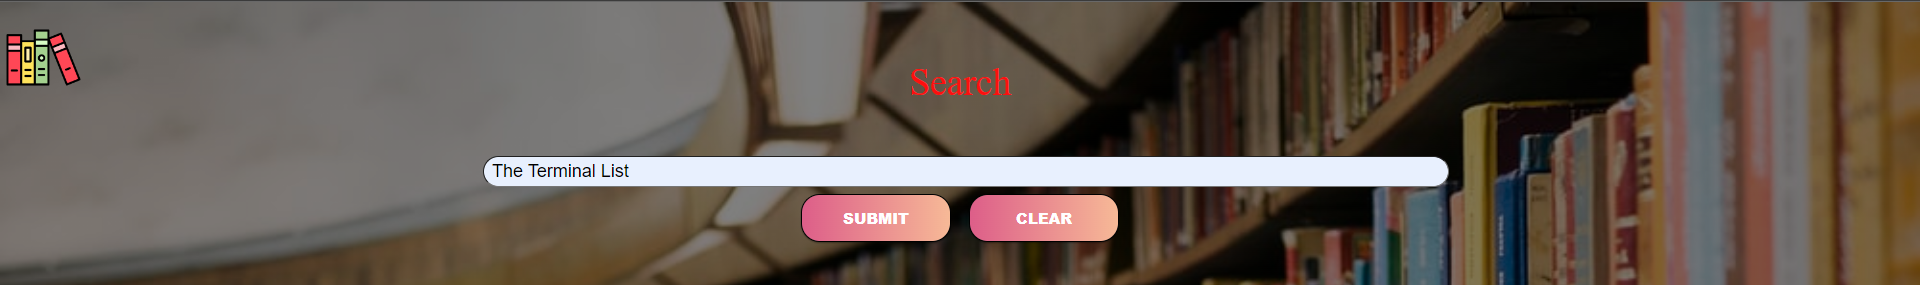 Search
The Terminal List
SUBMIT
CLEAR